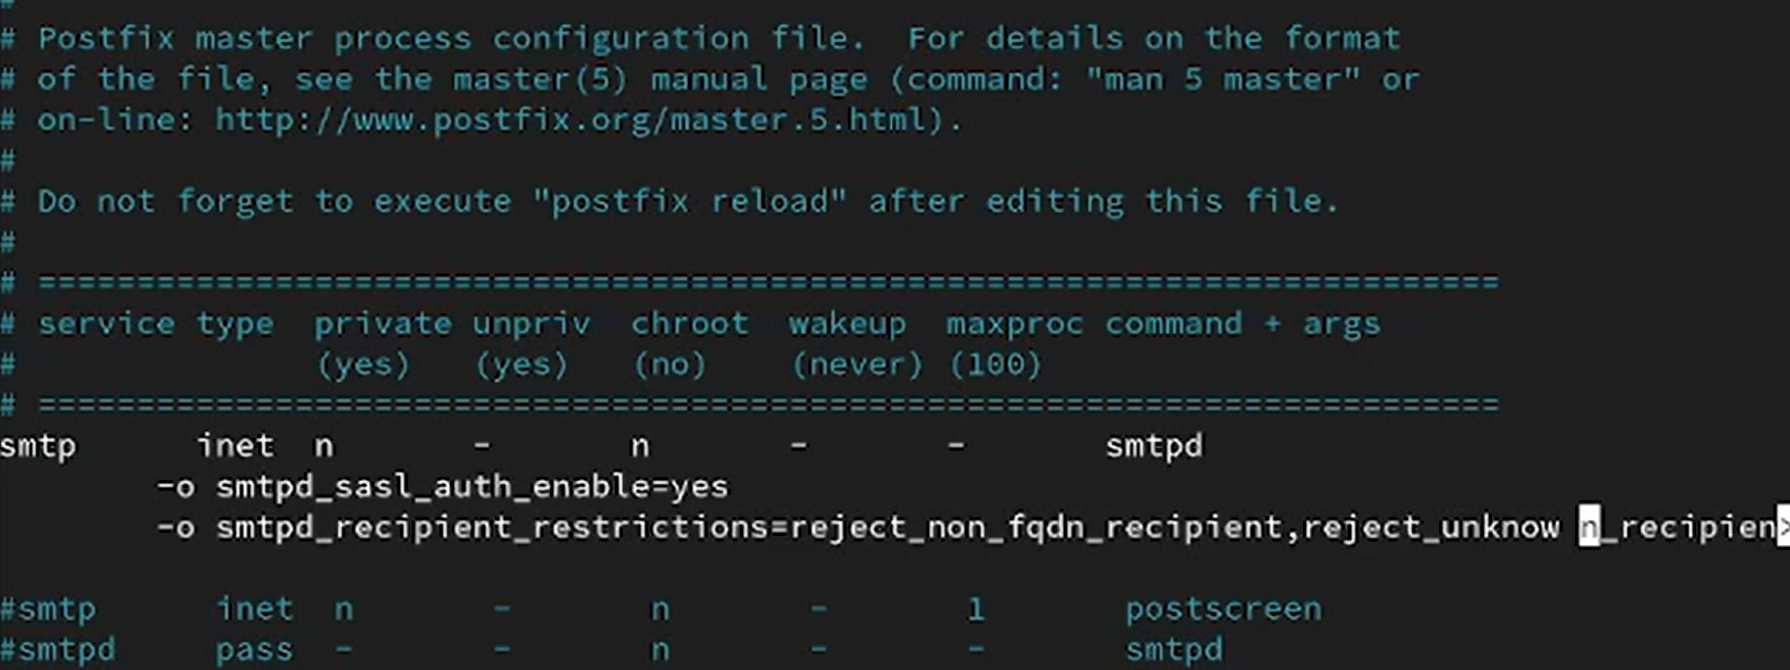 #
# Postfix master process configuration file.  For details on the format
# of the file, see the master(5) manual page (command: "man 5 master" or
# on-line: http://www.postfix.org/master.5.html).
#
# Do not forget to execute "postfix reload" after editing this file.
#
# ==========================================================================
# service type  private unpriv  chroot  wakeup  maxproc command + args
#               (yes)   (yes)   (no)    (never) (100)
# ==========================================================================
smtp      inet  n       -       n       -       -       smtpd
        -o smtpd_sasl_auth_enable=yes
        -o smtpd_recipient_restrictions=reject_non_fqdn_recipient,reject_unknow n_recipien>
#smtp      inet  n       -       n       -       1       postscreen
#smtpd     pass  -       -       n       -       -       smtpd